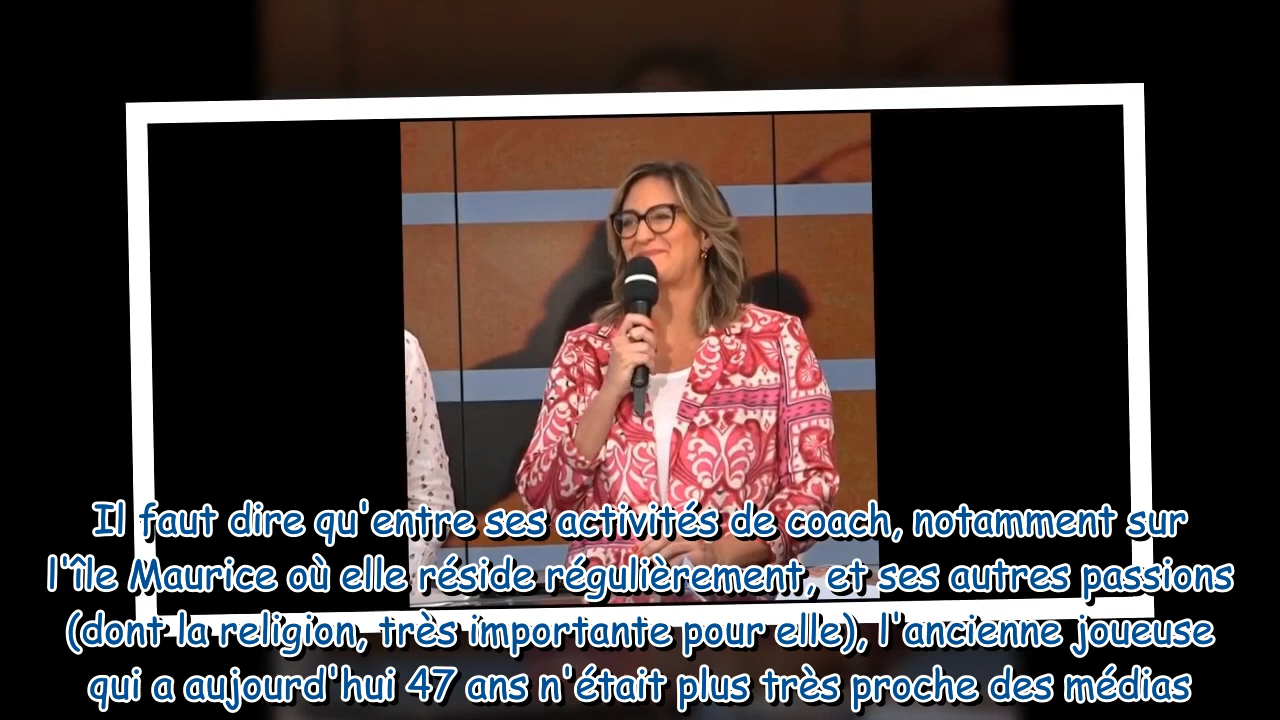 Il faut dire qu'entre ses activités de coach, notamment sur
l'île Maurice où elle réside régulièrement, et ses autres passions
(dont la religion, très importante pour elle), l'ancienne joueuse
qui a aujourd'hui 47 ans n'était plus très proche des médias